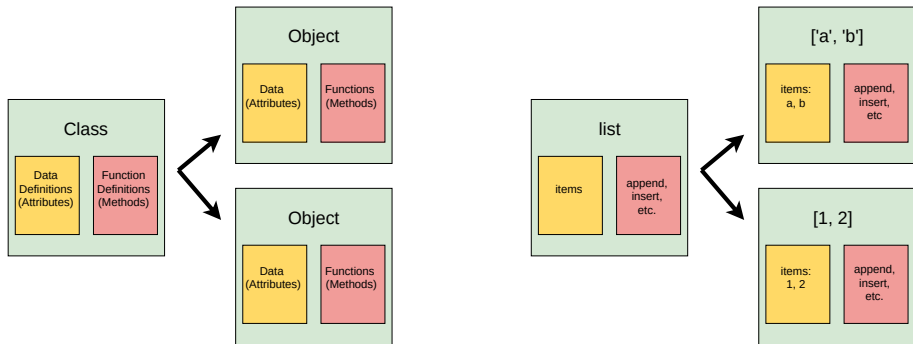 Class
Data
Definitions
(Attributes)
Function
Definitions
(Methods)
Object
Data
(Attributes)
Functions
(Methods)
Object
Data
(Attributes)
Functions
(Methods)
list
items
append,
insert,
etc.
['a', 'b']
items:
a, b
append,
insert,
etc
[1, 2]
items:
1, 2
append,
insert,
etc.